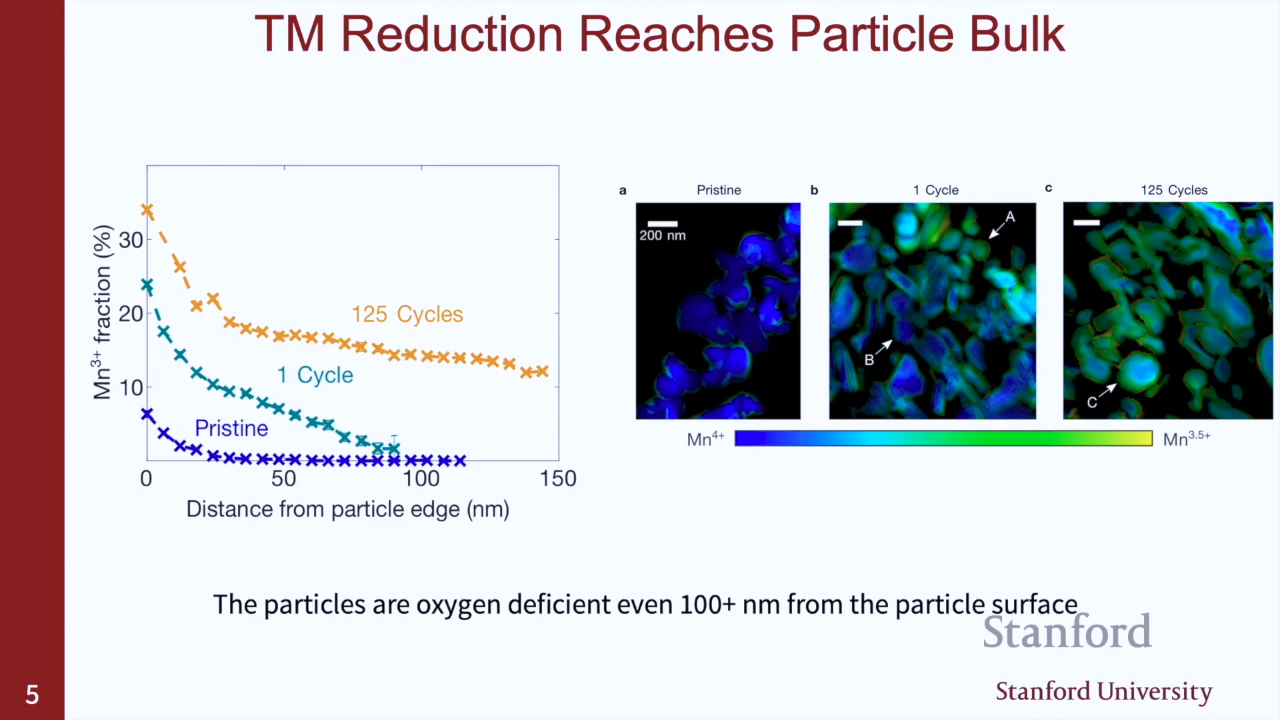 TM Reduction Reaches Particle Bulk
Mn3+ fraction (%)
30
20
10
125 Cycles
1 Cycle
Pristine
0 50 100 150
Distance from particle edge (nm)
a Pristine b 1 Cycle c 125 Cycles
200 nm
A
B
C
Mn4+ Mn3.5+
The particles are oxygen deficient even 100+ nm from the particle surface
Stanford
Stanford University
5